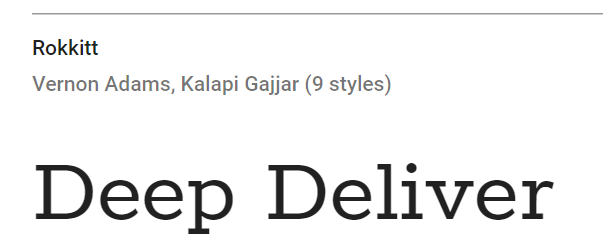 Rokkitt
Vernon Adams, Kalapi Gajjar (9 styles)
Deep Deliver